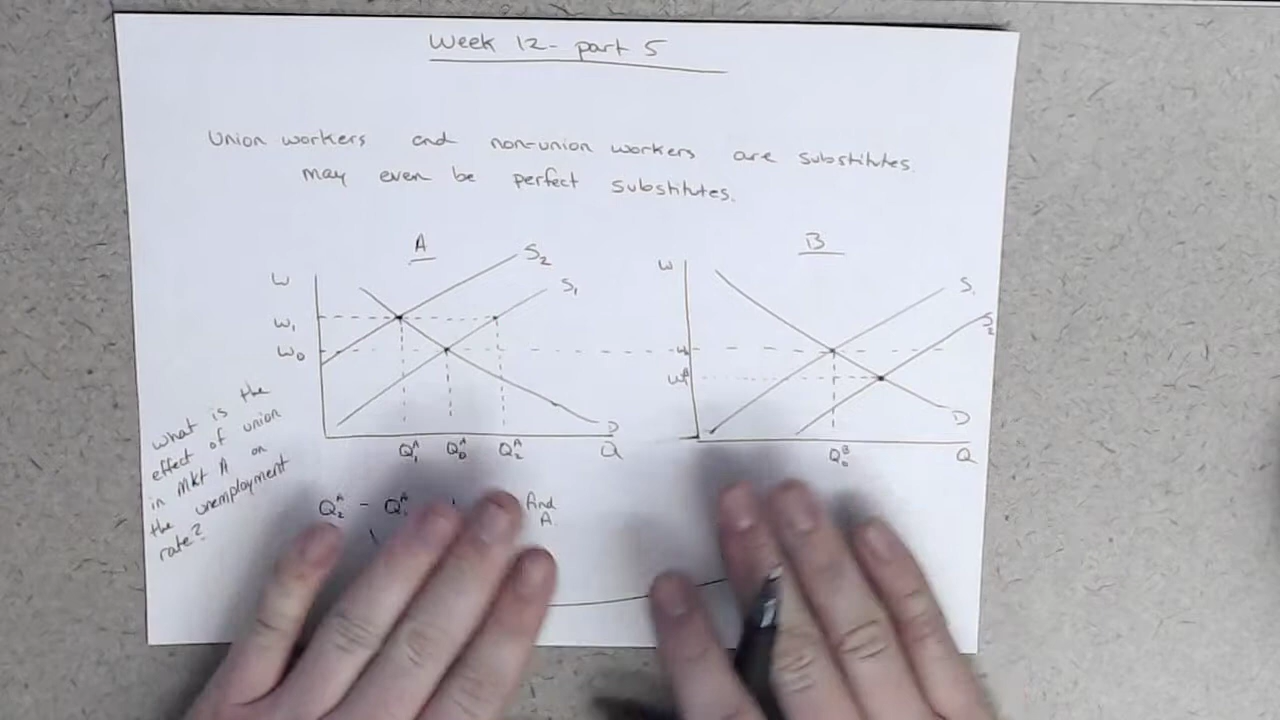 Week 12 - part 5
Union workers and non-union workers are substitutes.
may even be perfect substitutes.
A
B
W
S₂
S₁
W₁
W₀
D
Q₁ᴬ Q₀ᴬ Q₂ᴬ Q
W
S₁
S₂
W₀
D
Q₀ᴮ Q
what is the
effect of union
in mkt A on
the unemployment
rate?
Q₂ᴬ - Q₁ᴬ
find
A.